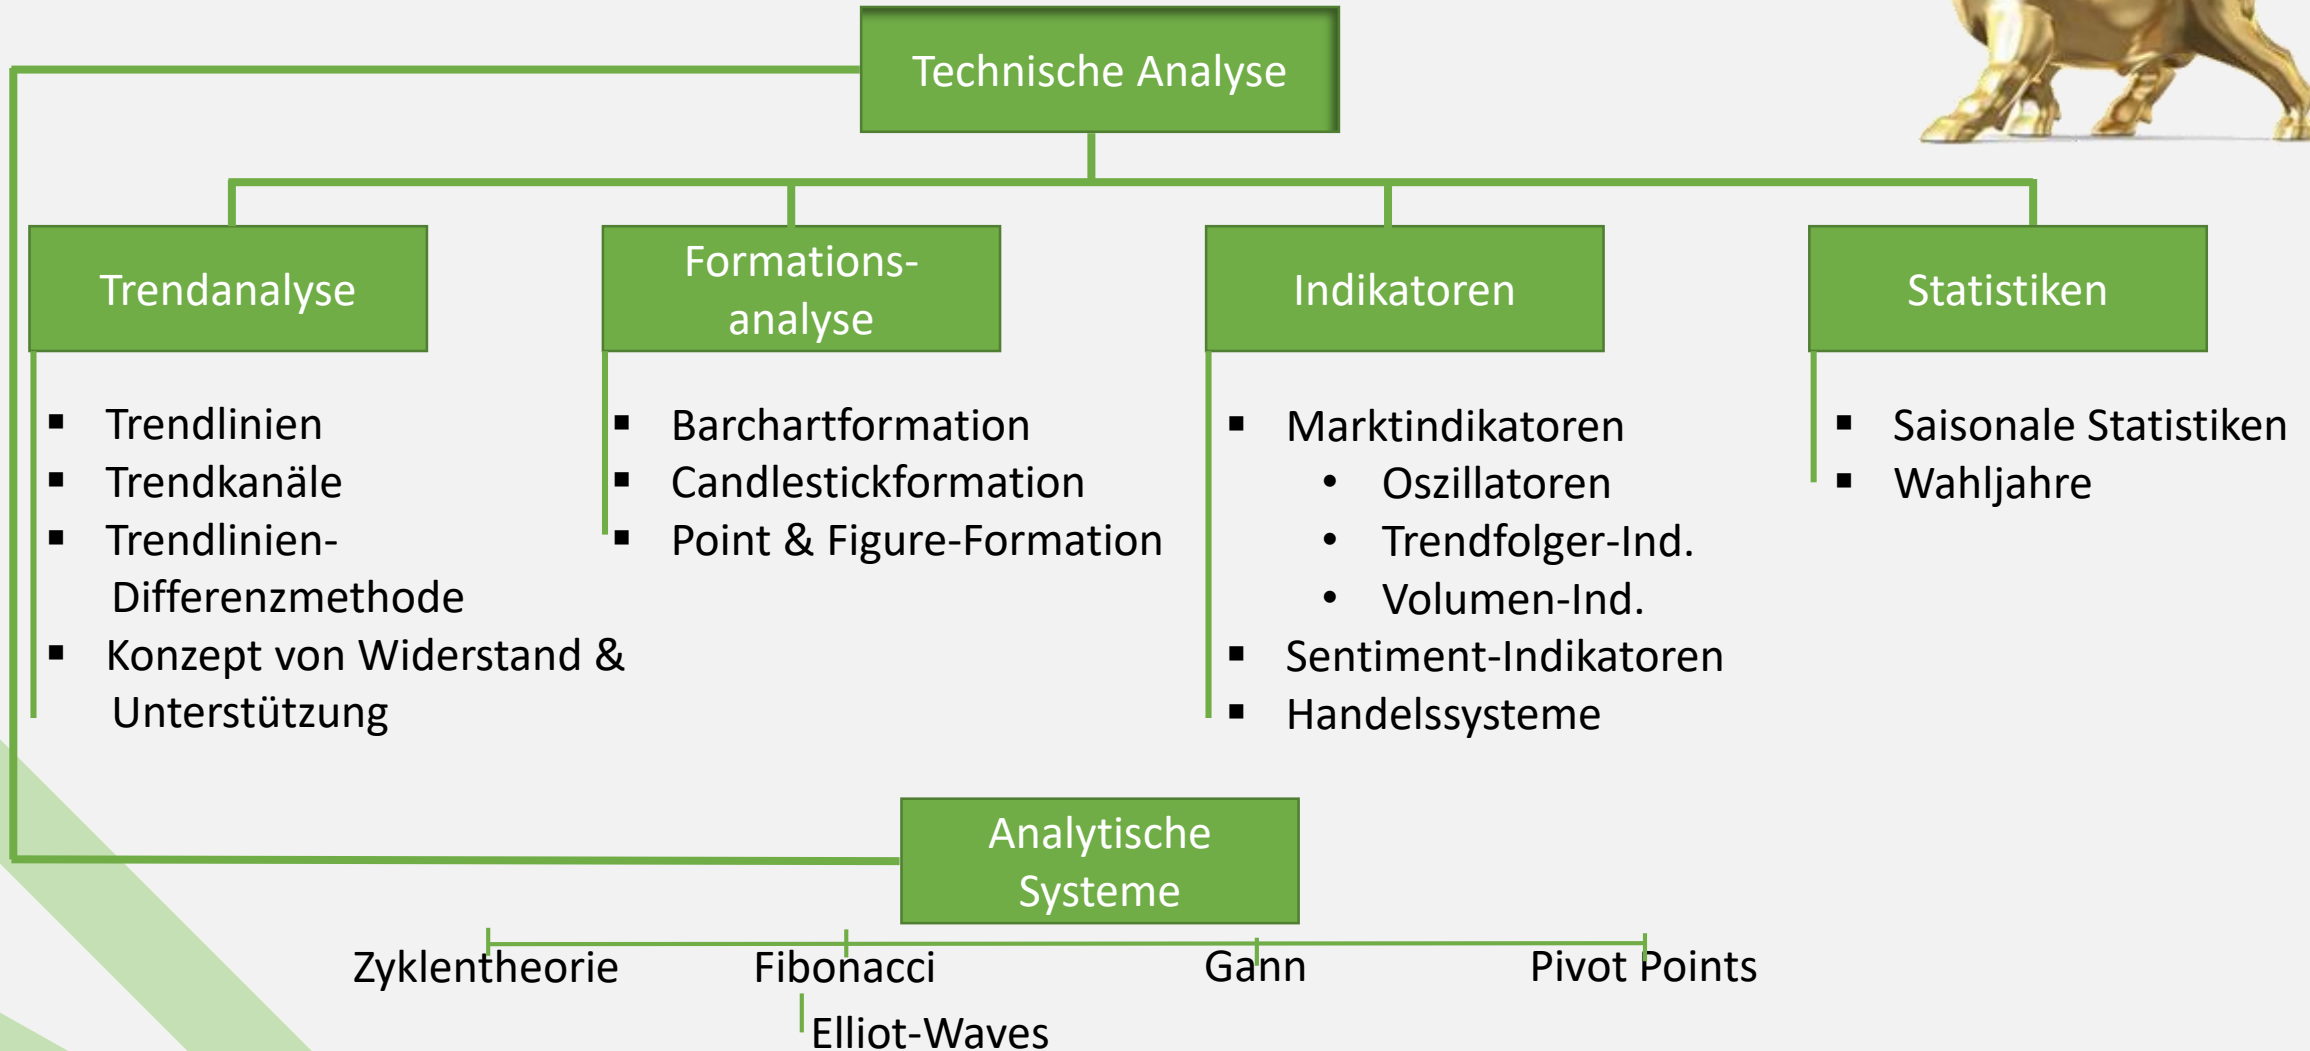 Technische Analyse
Trendanalyse
Trendlinien
Trendkanäle
Trendlinien-
Differenzmethode
Konzept von Widerstand &
Unterstützung
Formations-
analyse
Barchartformation
Candlestickformation
Point & Figure-Formation
Indikatoren
Marktindikatoren
Oszillatoren
Trendfolger-Ind.
Volumen-Ind.
Sentiment-Indikatoren
Handelssysteme
Statistiken
Saisonale Statistiken
Wahljahre
Analytische
Systeme
Zyklentheorie
Fibonacci
Elliot-Waves
Gann
Pivot Points